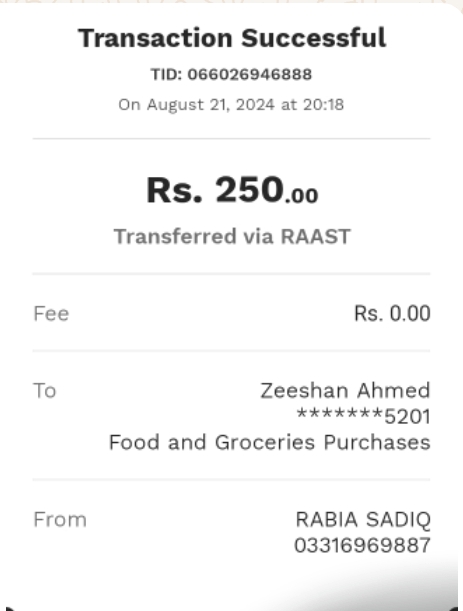 Transaction Successful
TID: 066026946888
On August 21, 2024 at 20:18
Rs. 250.00
Transferred via RAAST
Fee Rs. 0.00
To Zeeshan Ahmed
*******5201
Food and Groceries Purchases
From RABIA SADIQ
03316969887